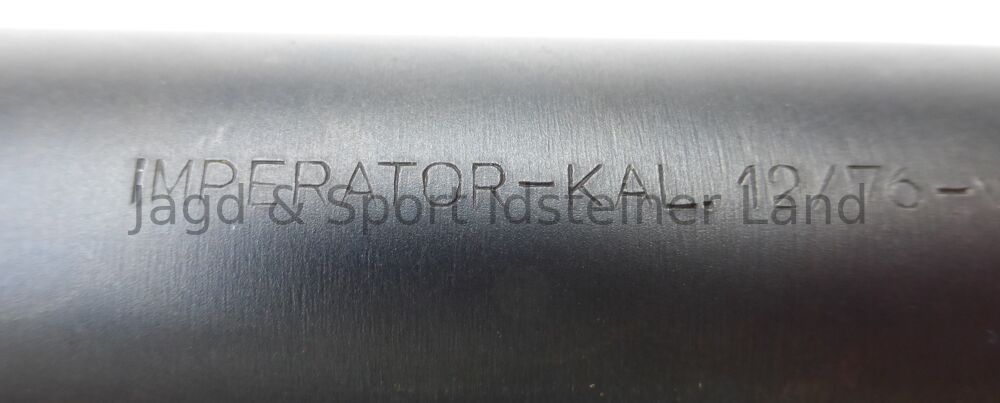 IMPERATOR-KAL. 12/76-
Jagd & Sport Idsteiner Land